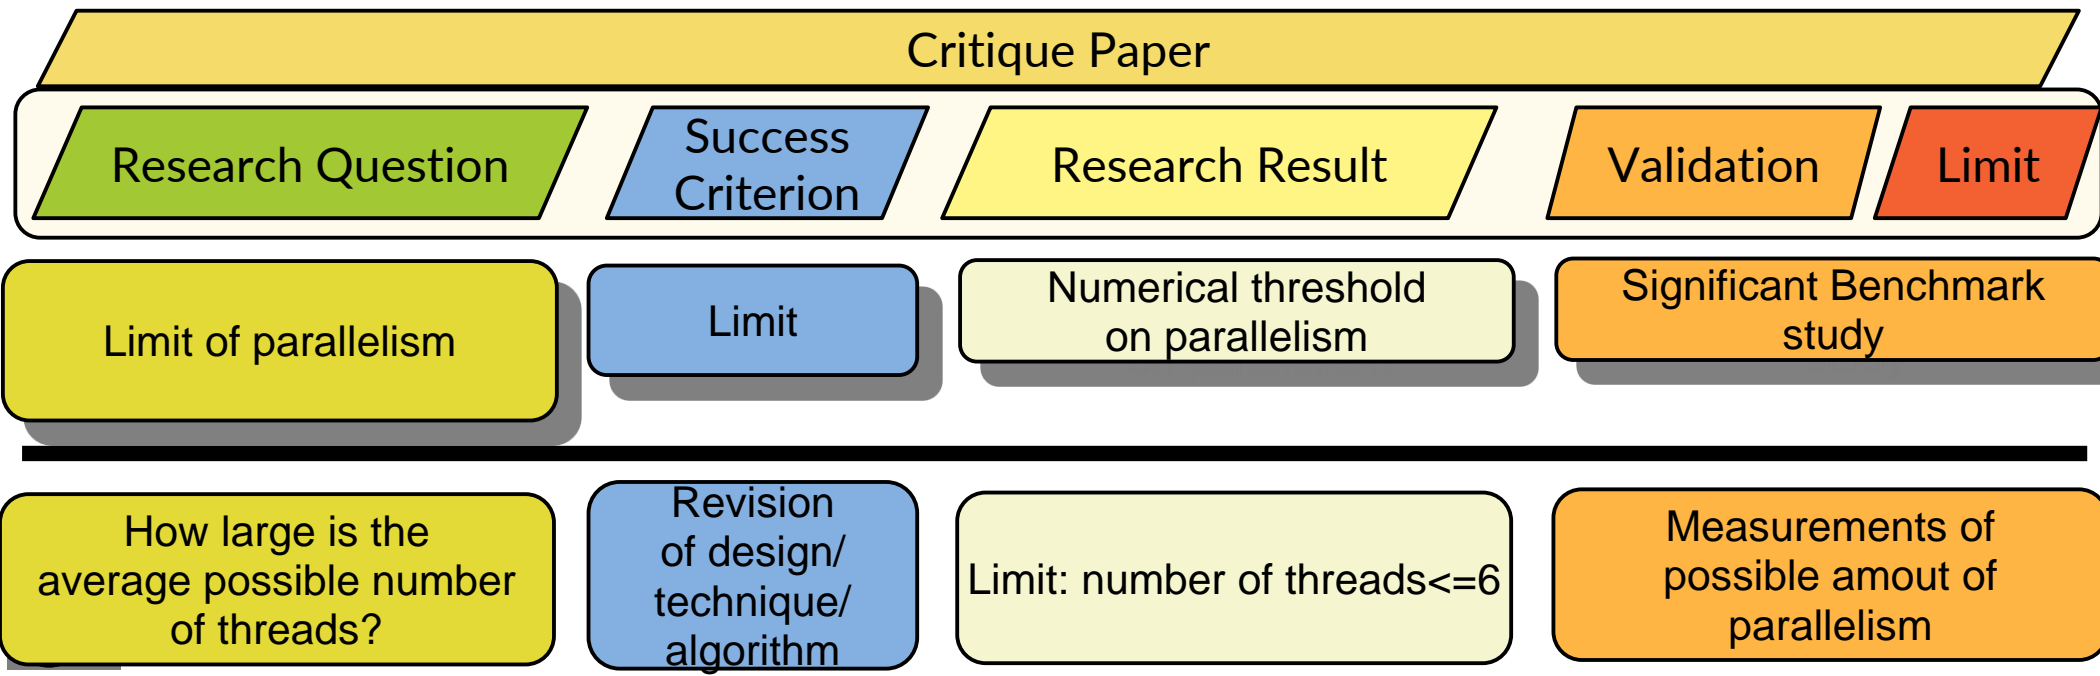 Critique Paper
Research Question
Success
Criterion
Research Result
Validation
Limit
Limit of parallelism
Limit
Numerical threshold
on parallelism
Significant Benchmark
study
How large is the
average possible number
of threads?
Revision
of design/
technique/
algorithm
Limit: number of threads<=6
Measurements of
possible amout of
parallelism